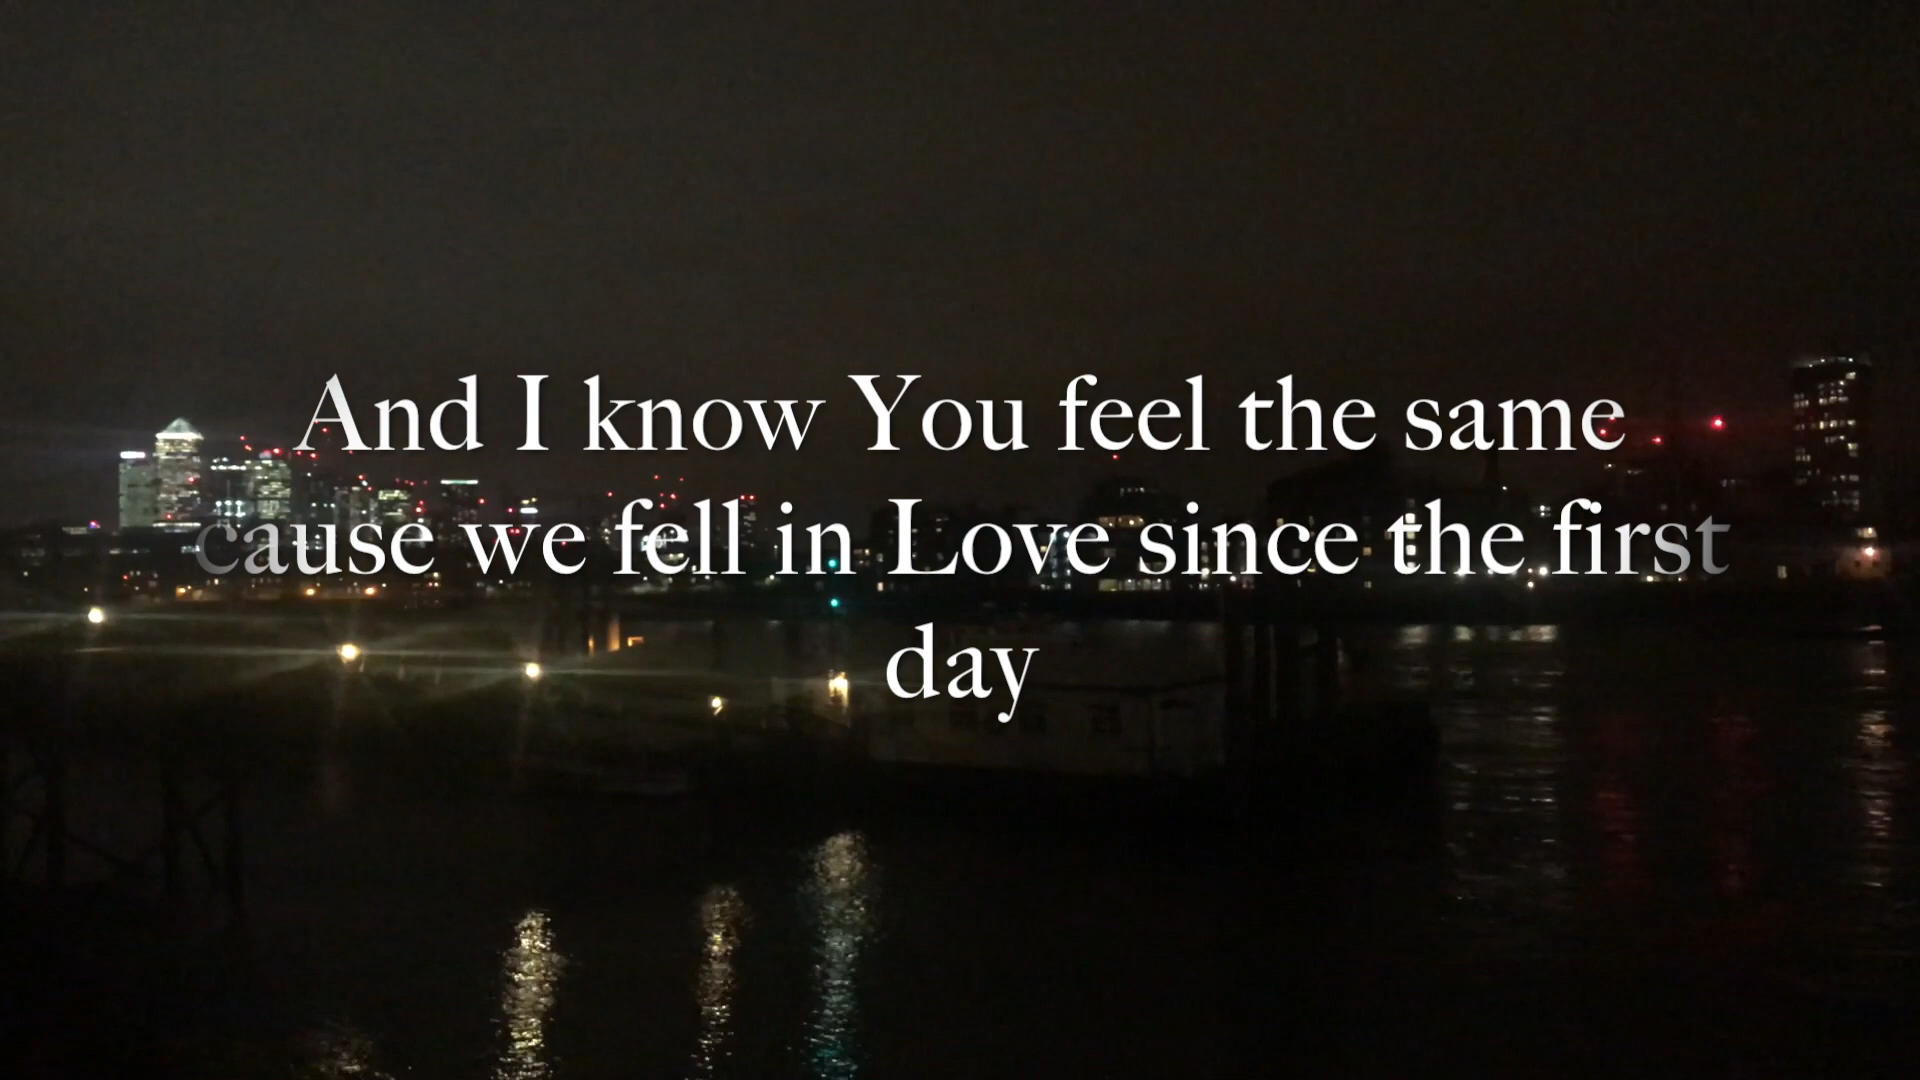 And I know You feel the same
cause we fell in Love since the first
day